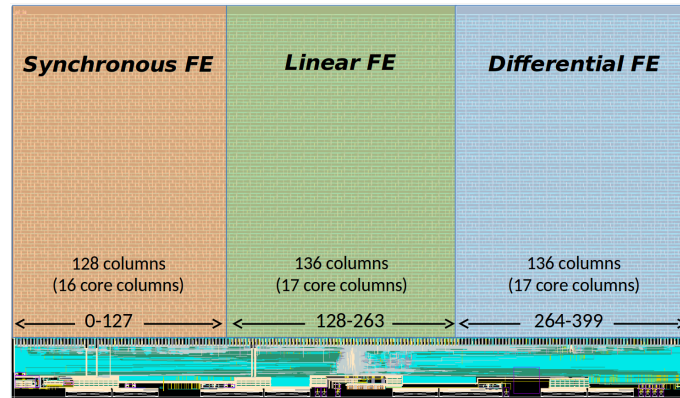 Synchronous FE
Linear FE
Differential FE
128 columns
(16 core columns)
136 columns
(17 core columns)
136 columns
(17 core columns)
0-127
128-263
264-399